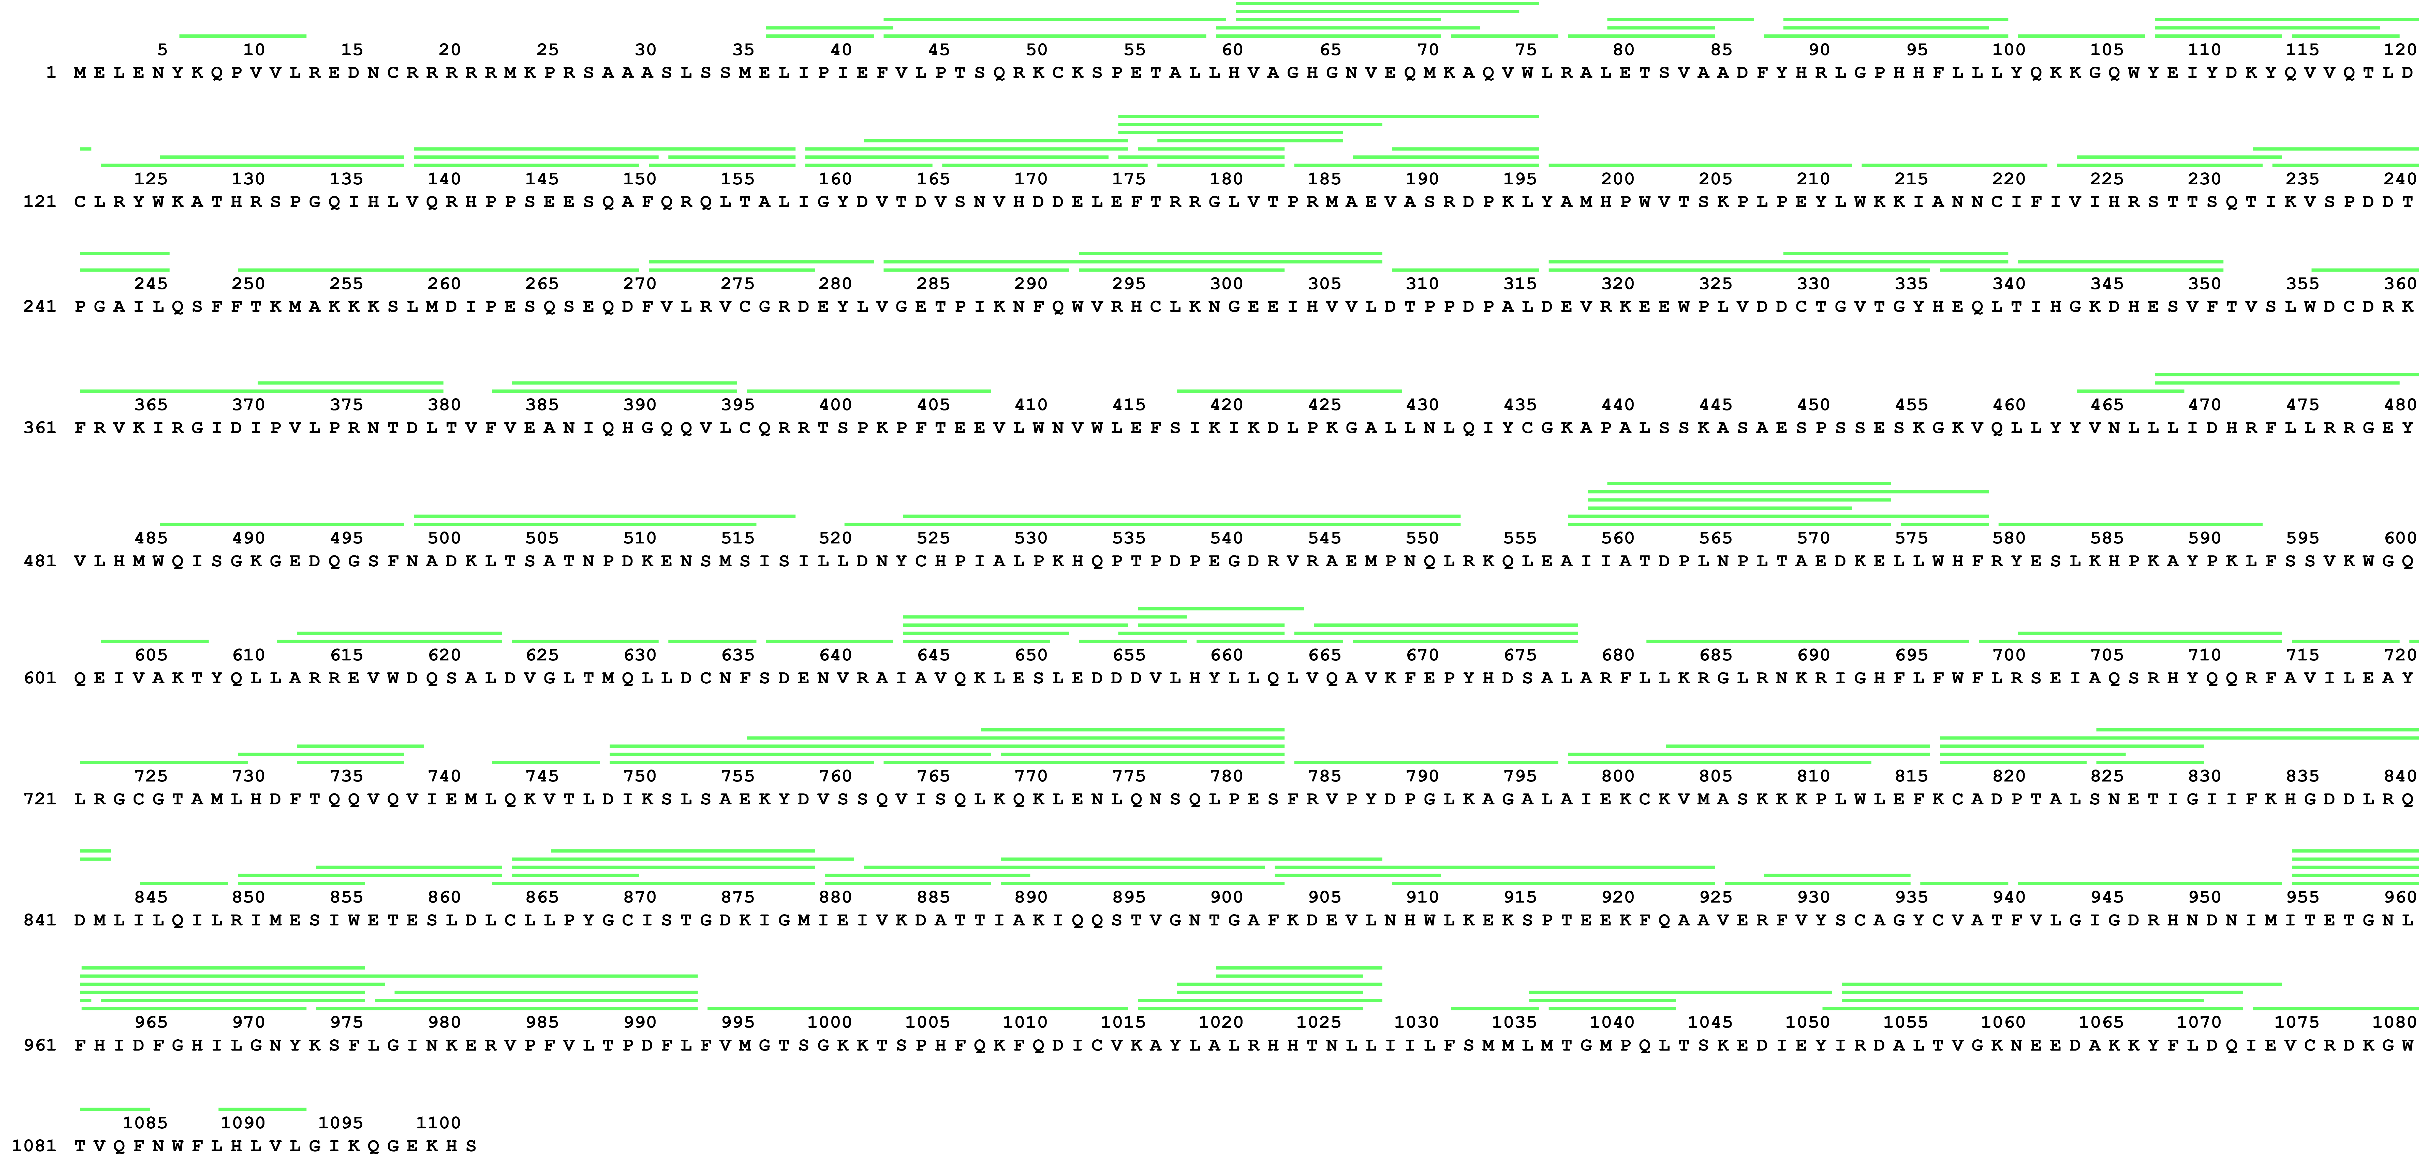 5 10 15 20 25 30 35 40 45 50 55 60 65 70 75 80 85 90 95 100 105 110 115 120
1 M E L E N Y K Q P V V L R E D N C R R R R R M K P R S A A A S L S S M E L I P I E F V L P T S Q R K C K S P E T A L L H V A G H G N V E Q M K A Q V W L R A L E T S V A A D F Y H R L G P H H F L L L Y Q K K G Q W Y E I Y D K Y Q V V Q T L D
125 130 135 140 145 150 155 160 165 170 175 180 185 190 195 200 205 210 215 220 225 230 235 240
121 C L R Y W K A T H R S P G Q I H L V Q R H P P S E E S Q A F Q R Q L T A L I G Y D V T D V S N V H D D E L E F T R R G L V T P R M A E V A S R D P K L Y A M H P W V T S K P L P E Y L W K K I A N N C I F I V I H R S T T S Q T I K V S P D D T
245 250 255 260 265 270 275 280 285 290 295 300 305 310 315 320 325 330 335 340 345 350 355 360
241 P G A I L Q S F F T K M A K K K S L M D I P E S Q S E Q D F V L R V C G R D E Y L V G E T P I K N F Q W V R H C L K N G E E I H V V L D T P P D P A L D E V R K E E W P L V D D C T G V T G Y H E Q L T I H G K D H E S V F T V S L W D C D R K
365 370 375 380 385 390 395 400 405 410 415 420 425 430 435 440 445 450 455 460 465 470 475 480
361 F R V K I R G I D I P V L P R N T D L T V F V E A N I Q H G Q Q V L C Q R R T S P K P F T E E V L W N V W L E F S I K I K D L P K G A L L N L Q I Y C G K A P A L S S K A S A E S P S S E S K G K V Q L L Y Y V N L L L I D H R F L L R R G E Y
485 490 495 500 505 510 515 520 525 530 535 540 545 550 555 560 565 570 575 580 585 590 595 600
481 V L H M W Q I S G K G E D Q G S F N A D K L T S A T N P D K E N S M S I S I L L D N Y C H P I A L P K H Q P T P D P E G D R V R A E M P N Q L R K Q L E A I I A T D P L N P L T A E D K E L L W H F R Y E S L K H P K A Y P K L F S S V K W G Q
605 610 615 620 625 630 635 640 645 650 655 660 665 670 675 680 685 690 695 700 705 710 715 720
601 Q E I V A K T Y Q L L A R R E V W D Q S A L D V G L T M Q L L D C N F S D E N V R A I A V Q K L E S L E D D D V L H Y L L Q L V Q A V K F E P Y H D S A L A R F L L K R G L R N K R I G H F L F W F L R S E I A Q S R H Y Q Q R F A V I L E A Y
725 730 735 740 745 750 755 760 765 770 775 780 785 790 795 800 805 810 815 820 825 830 835 840
721 L R G C G T A M L H D F T Q Q V Q V I E M L Q K V T L D I K S L S A E K Y D V S S Q V I S Q L K Q K L E N L Q N S Q L P E S F R V P Y D P G L K A G A L A I E K C K V M A S K K K P L W L E F K C A D P T A L S N E T I G I I F K H G D D L R Q
845 850 855 860 865 870 875 880 885 890 895 900 905 910 915 920 925 930 935 940 945 950 955 960
841 D M L I L Q I L R I M E S I W E T E S L D L C L L P Y G C I S T G D K I G M I E I V K D A T T I A K I Q Q S T V G N T G A F K D E V L N H W L K E K S P T E E K F Q A A V E R F V Y S C A G Y C V A T F V L G I G D R H N D N I M I T E T G N L
965 970 975 980 985 990 995 1000 1005 1010 1015 1020 1025 1030 1035 1040 1045 1050 1055 1060 1065 1070 1075 1080
961 F H I D F G H I L G N Y K S F L G I N K E R V P F V L T P D F L F V M G T S G K K T S P H F Q K F Q D I C V K A Y L A L R H H T N L L I I L F S M M L M T G M P Q L T S K E D I E Y I R D A L T V G K N E E D A K K Y F L D Q I E V C R D K G W
1085 1090 1095 1100
1081 T V Q F N W F L H L V L G I K Q G E K H S